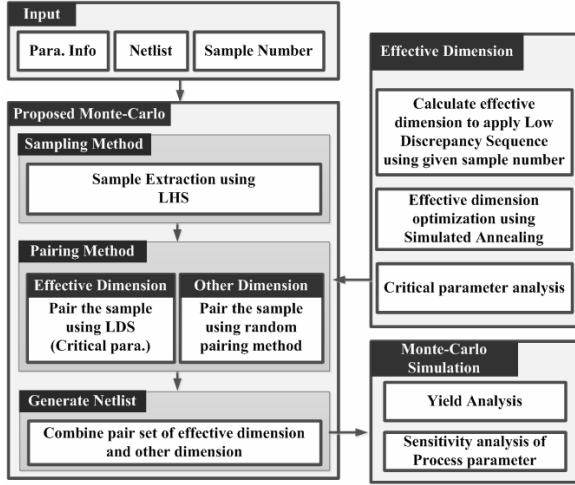 Input
Para. Info
Netlist
Sample Number
Proposed Monte-Carlo
Sampling Method
Sample Extraction using
LHS
Pairing Method
Effective Dimension
Pair the sample
using LDS
(Critical para.)
Other Dimension
Pair the sample
using random
pairing method
Generate Netlist
Combine pair set of effective dimension
and other dimension
Effective Dimension
Calculate effective
dimension to apply Low
Discrepancy Sequence
using given sample number
Effective dimension
optimization using
Simulated Annealing
Critical parameter analysis
Monte-Carlo
Simulation
Yield Analysis
Sensitivity analysis of
Process parameter